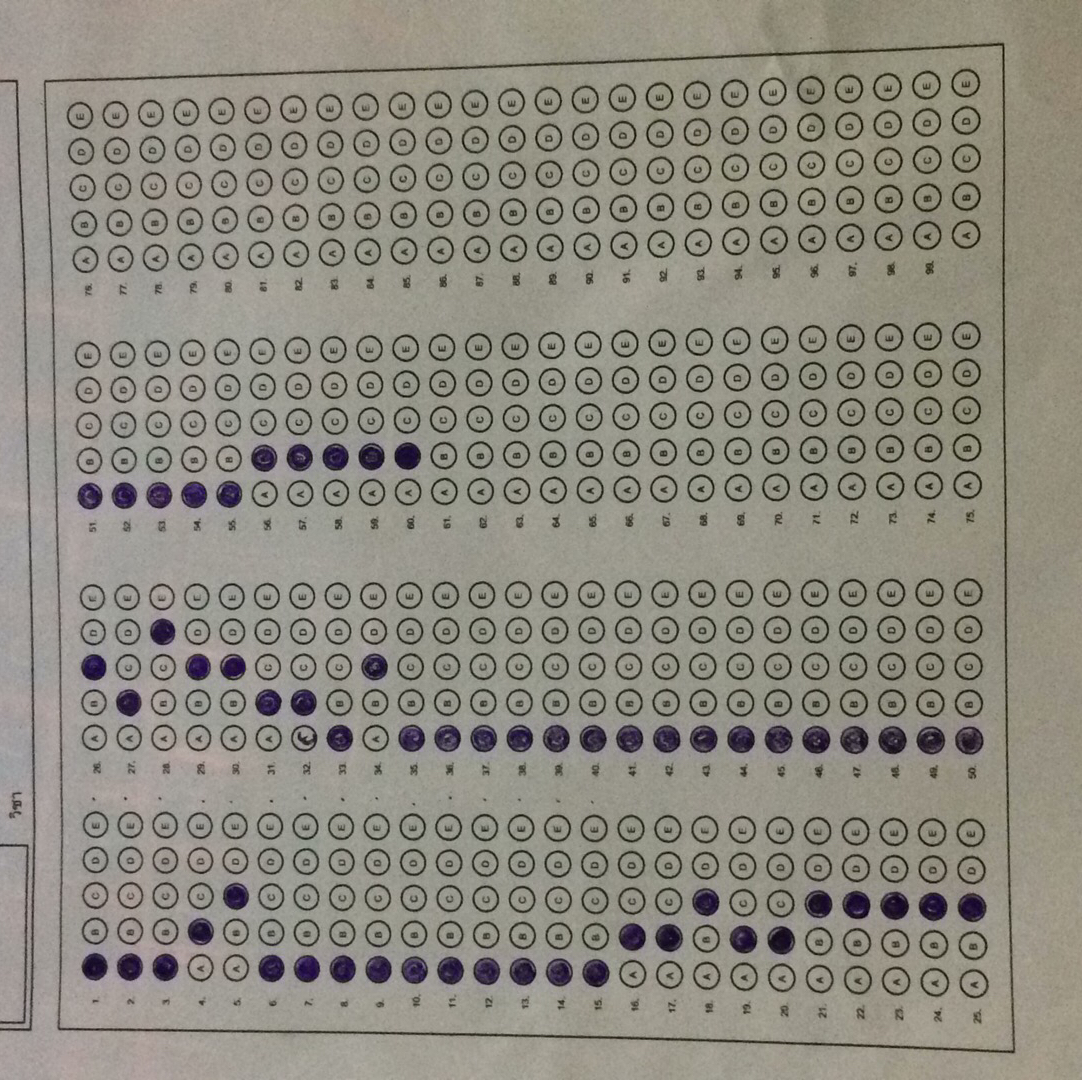 วิชา
1. B C D E
2. B C D E
3. B C D E
4. A C D E
5. A B D E
6. B C D E
7. B C D E
8. B C D E
9. B C D E
10. B C D E
11. B C D E
12. B C D E
13. B C D E
14. B C D E
15. B C D E
16. A C D E
17. A C D E
18. A B D E
19. A C D E
20. A C D E
21. A B D E
22. A B D E
23. A B D E
24. A B D E
25. A B D E
26. A B D E
27. A C D E
28. A B C E
29. A B D E
30. A B D E
31. A C D E
32. C D E
33. B C D E
34. A B D E
35. B C D E
36. B C D E
37. B C D E
38. B C D E
39. B C D E
40. B C D E
41. B C D E
42. B C D E
43. B C D E
44. B C D E
45. B C D E
46. B C D E
47. B C D E
48. B C D E
49. B C D E
50. B C D E
51. B C D E
52. B C D E
53. B C D E
54. B C D E
55. B C D E
56. A C D E
57. A C D E
58. A C D E
59. A C D E
60. A C D E
61. A B C D E
62. A B C D E
63. A B C D E
64. A B C D E
65. A B C D E
66. A B C D E
67. A B C D E
68. A B C D E
69. A B C D E
70. A B C D E
71. A B C D E
72. A B C D E
73. A B C D E
74. A B C D E
75. A B C D E
76. A B C D E
77. A B C D E
78. A B C D E
79. A B C D E
80. A B C D E
81. A B C D E
82. A B C D E
83. A B C D E
84. A B C D E
85. A B C D E
86. A B C D E
87. A B C D E
88. A B C D E
89. A B C D E
90. A B C D E
91. A B C D E
92. A B C D E
93. A B C D E
94. A B C D E
95. A B C D E
96. A B C D E
97. A B C D E
98. A B C D E
99. A B C D E
A B C D E